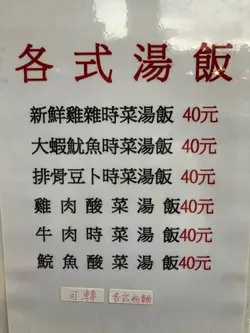 各式湯飯
新鮮雞雜時菜湯飯 40元
大蝦魷魚時菜湯飯 40元
排骨豆卜時菜湯飯 40元
雞肉酸菜湯飯 40元
牛肉時菜湯飯 40元
鯇魚酸菜湯飯 40元
可轉 各式粉麵